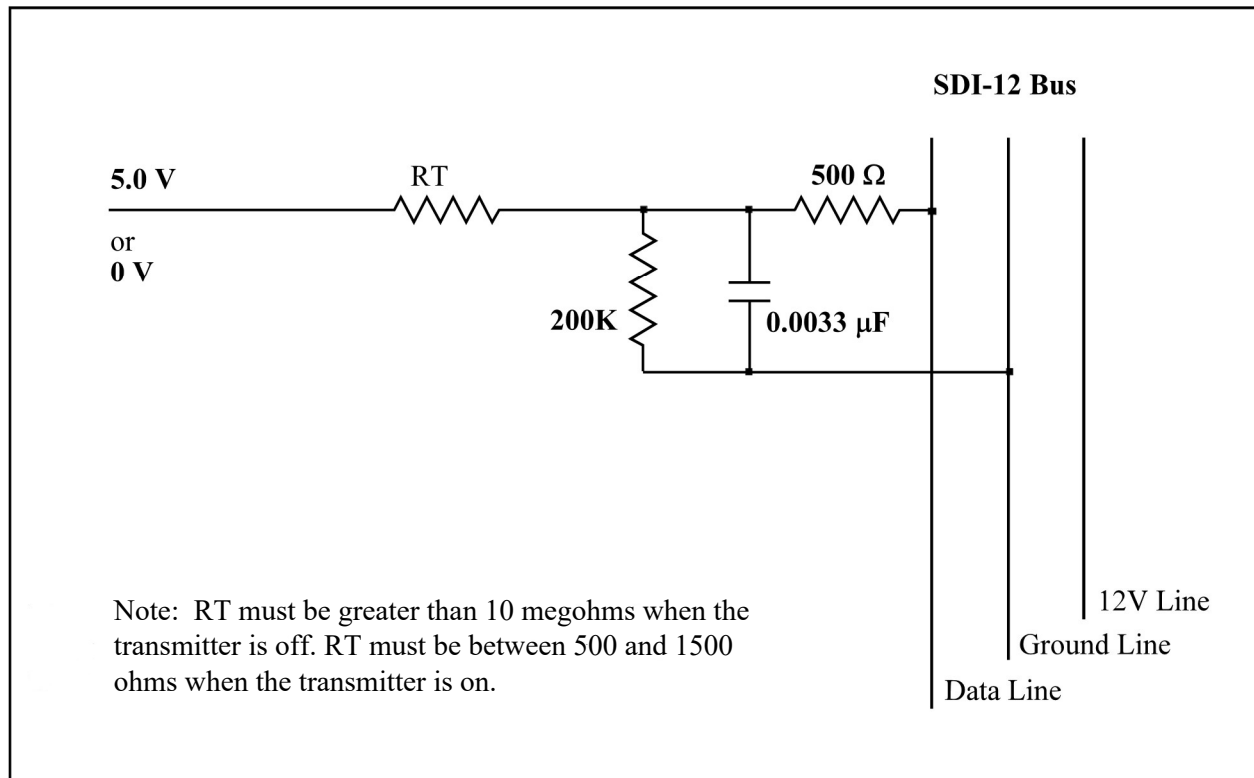 SDI-12 Bus
5.0 V
RT
500 Ω
or
0 V
200K
0.0033 μF
12V Line
Ground Line
Data Line
Note:  RT must be greater than 10 megohms when the
transmitter is off. RT must be between 500 and 1500
ohms when the transmitter is on.